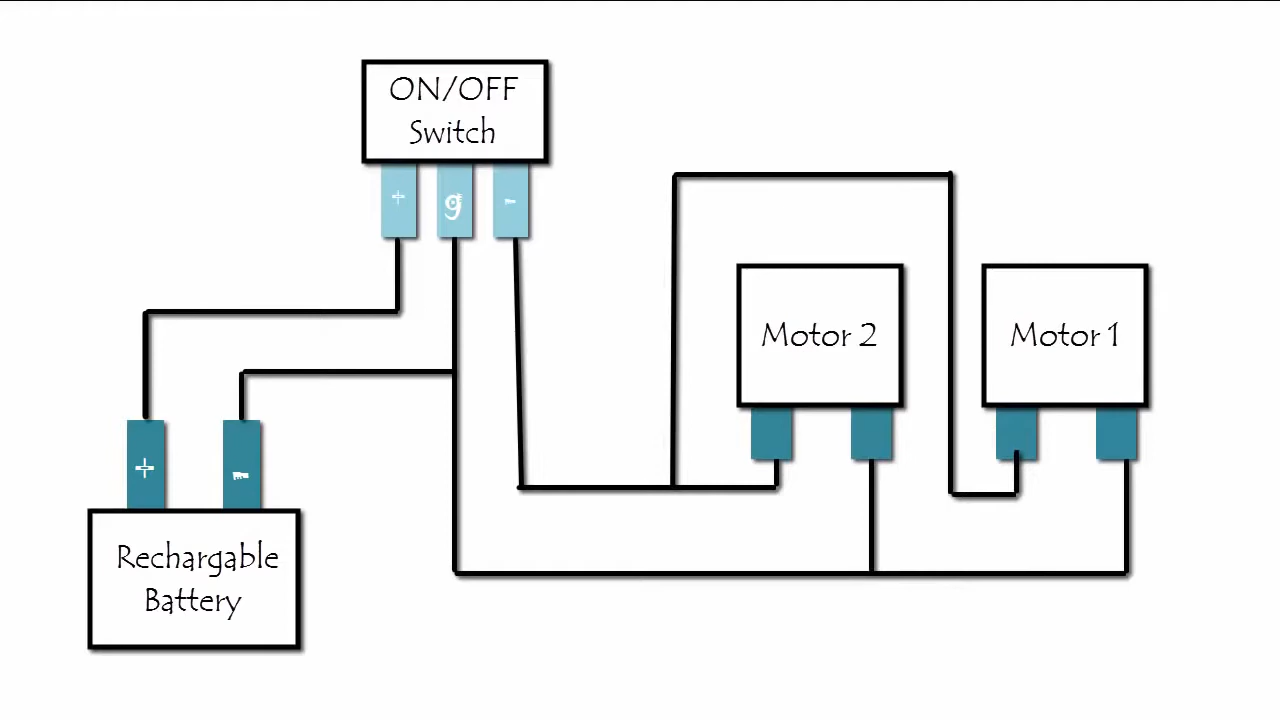 ON/OFF
Switch
+ g -
Motor 2
Motor 1
+ -
Rechargable
Battery